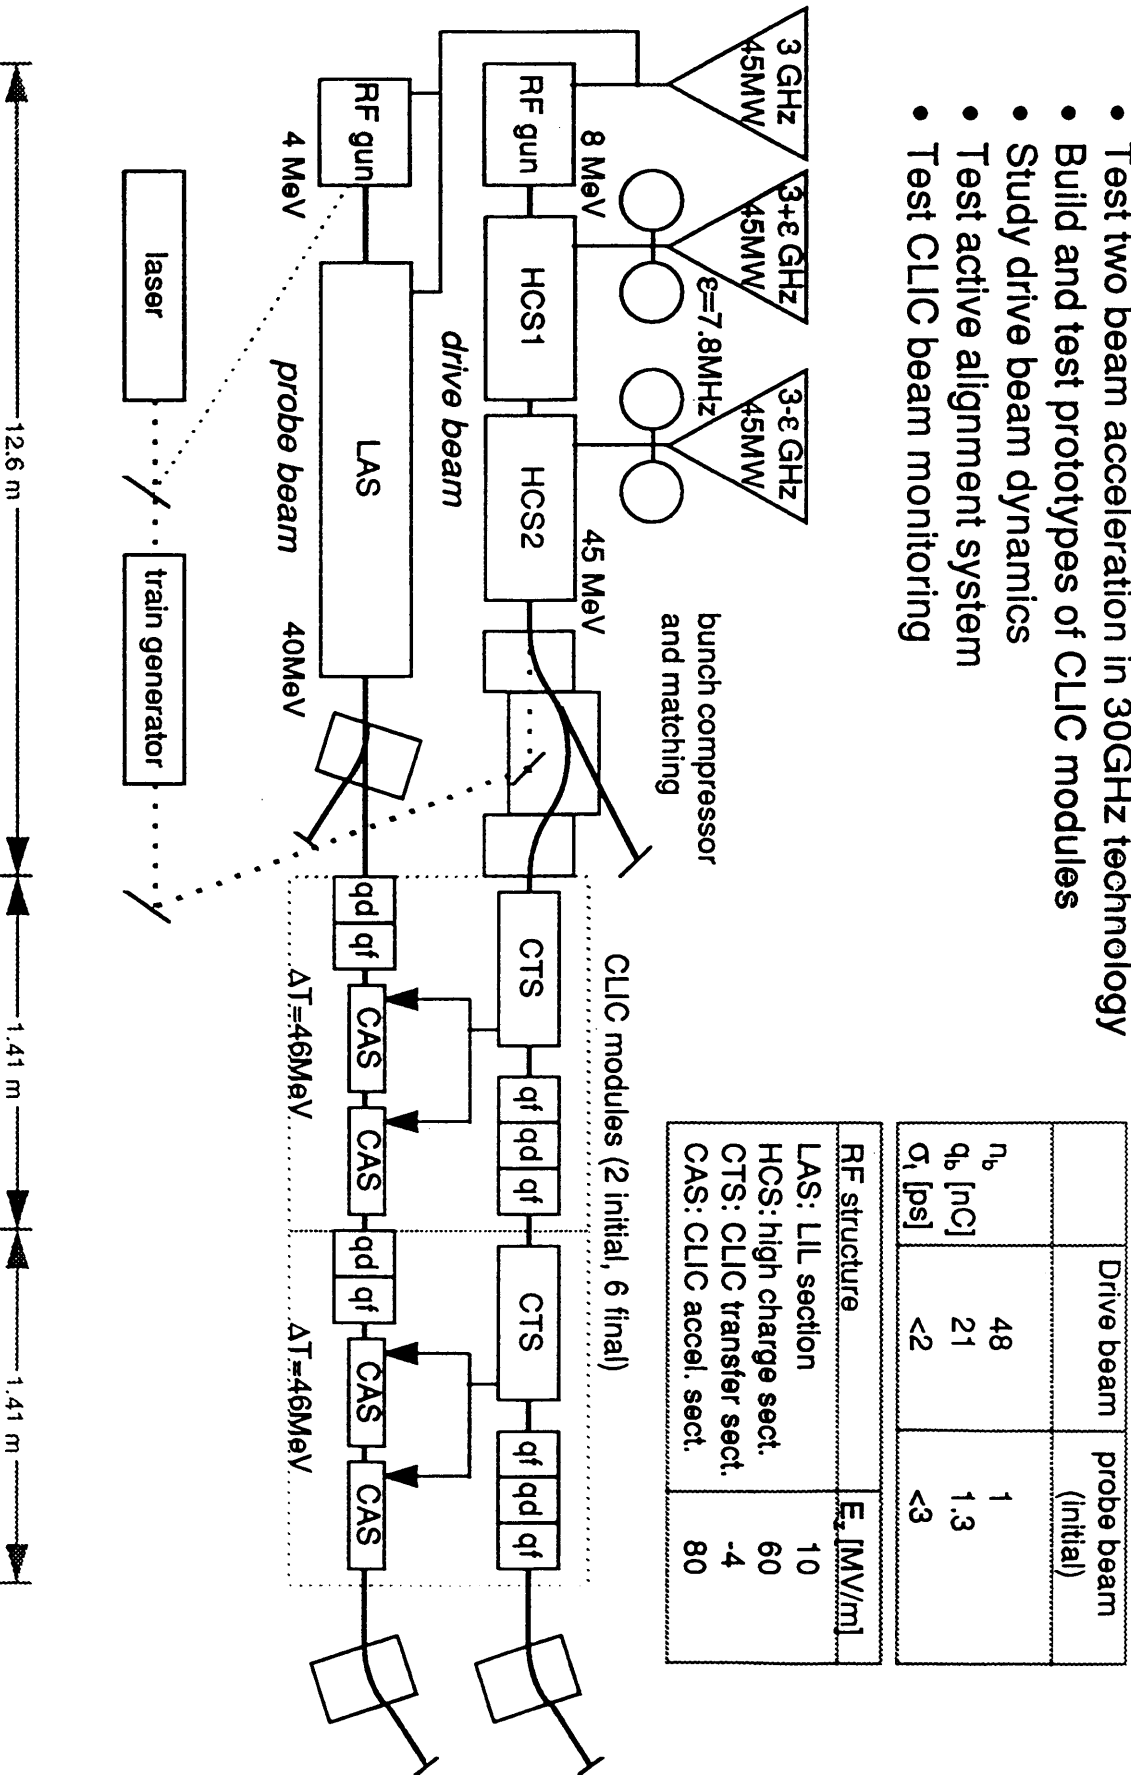 • Test two beam acceleration in 30GHz technology
• Build and test prototypes of CLIC modules
• Study drive beam dynamics
• Test active alignment system
• Test CLIC beam monitoring
Drive beam
probe beam
(initial)
n_b 48 1
q_b [nC] 21 1.3
σ_t [ps] <2 <3
RF structure E_z [MV/m]
LAS: LIL section 10
HCS: high charge sect. 60
CTS: CLIC transfer sect. -4
CAS: CLIC accel. sect. 80
3 GHz
45MW
3+ε GHz
45MW
3-ε GHz
45MW
ε=7.8MHz
8 MeV
45 MeV
bunch compressor
and matching
CLIC modules (2 initial, 6 final)
RF gun
HCS1
HCS2
CTS
qf qd qf
CTS
qf qd qf
drive beam
RF gun
LAS
qd qf
CAS
CAS
qd qf
CAS
CAS
4 MeV
probe beam
40MeV
ΔT=46MeV
ΔT=46MeV
laser
train generator
12.6 m
1.41 m
1.41 m